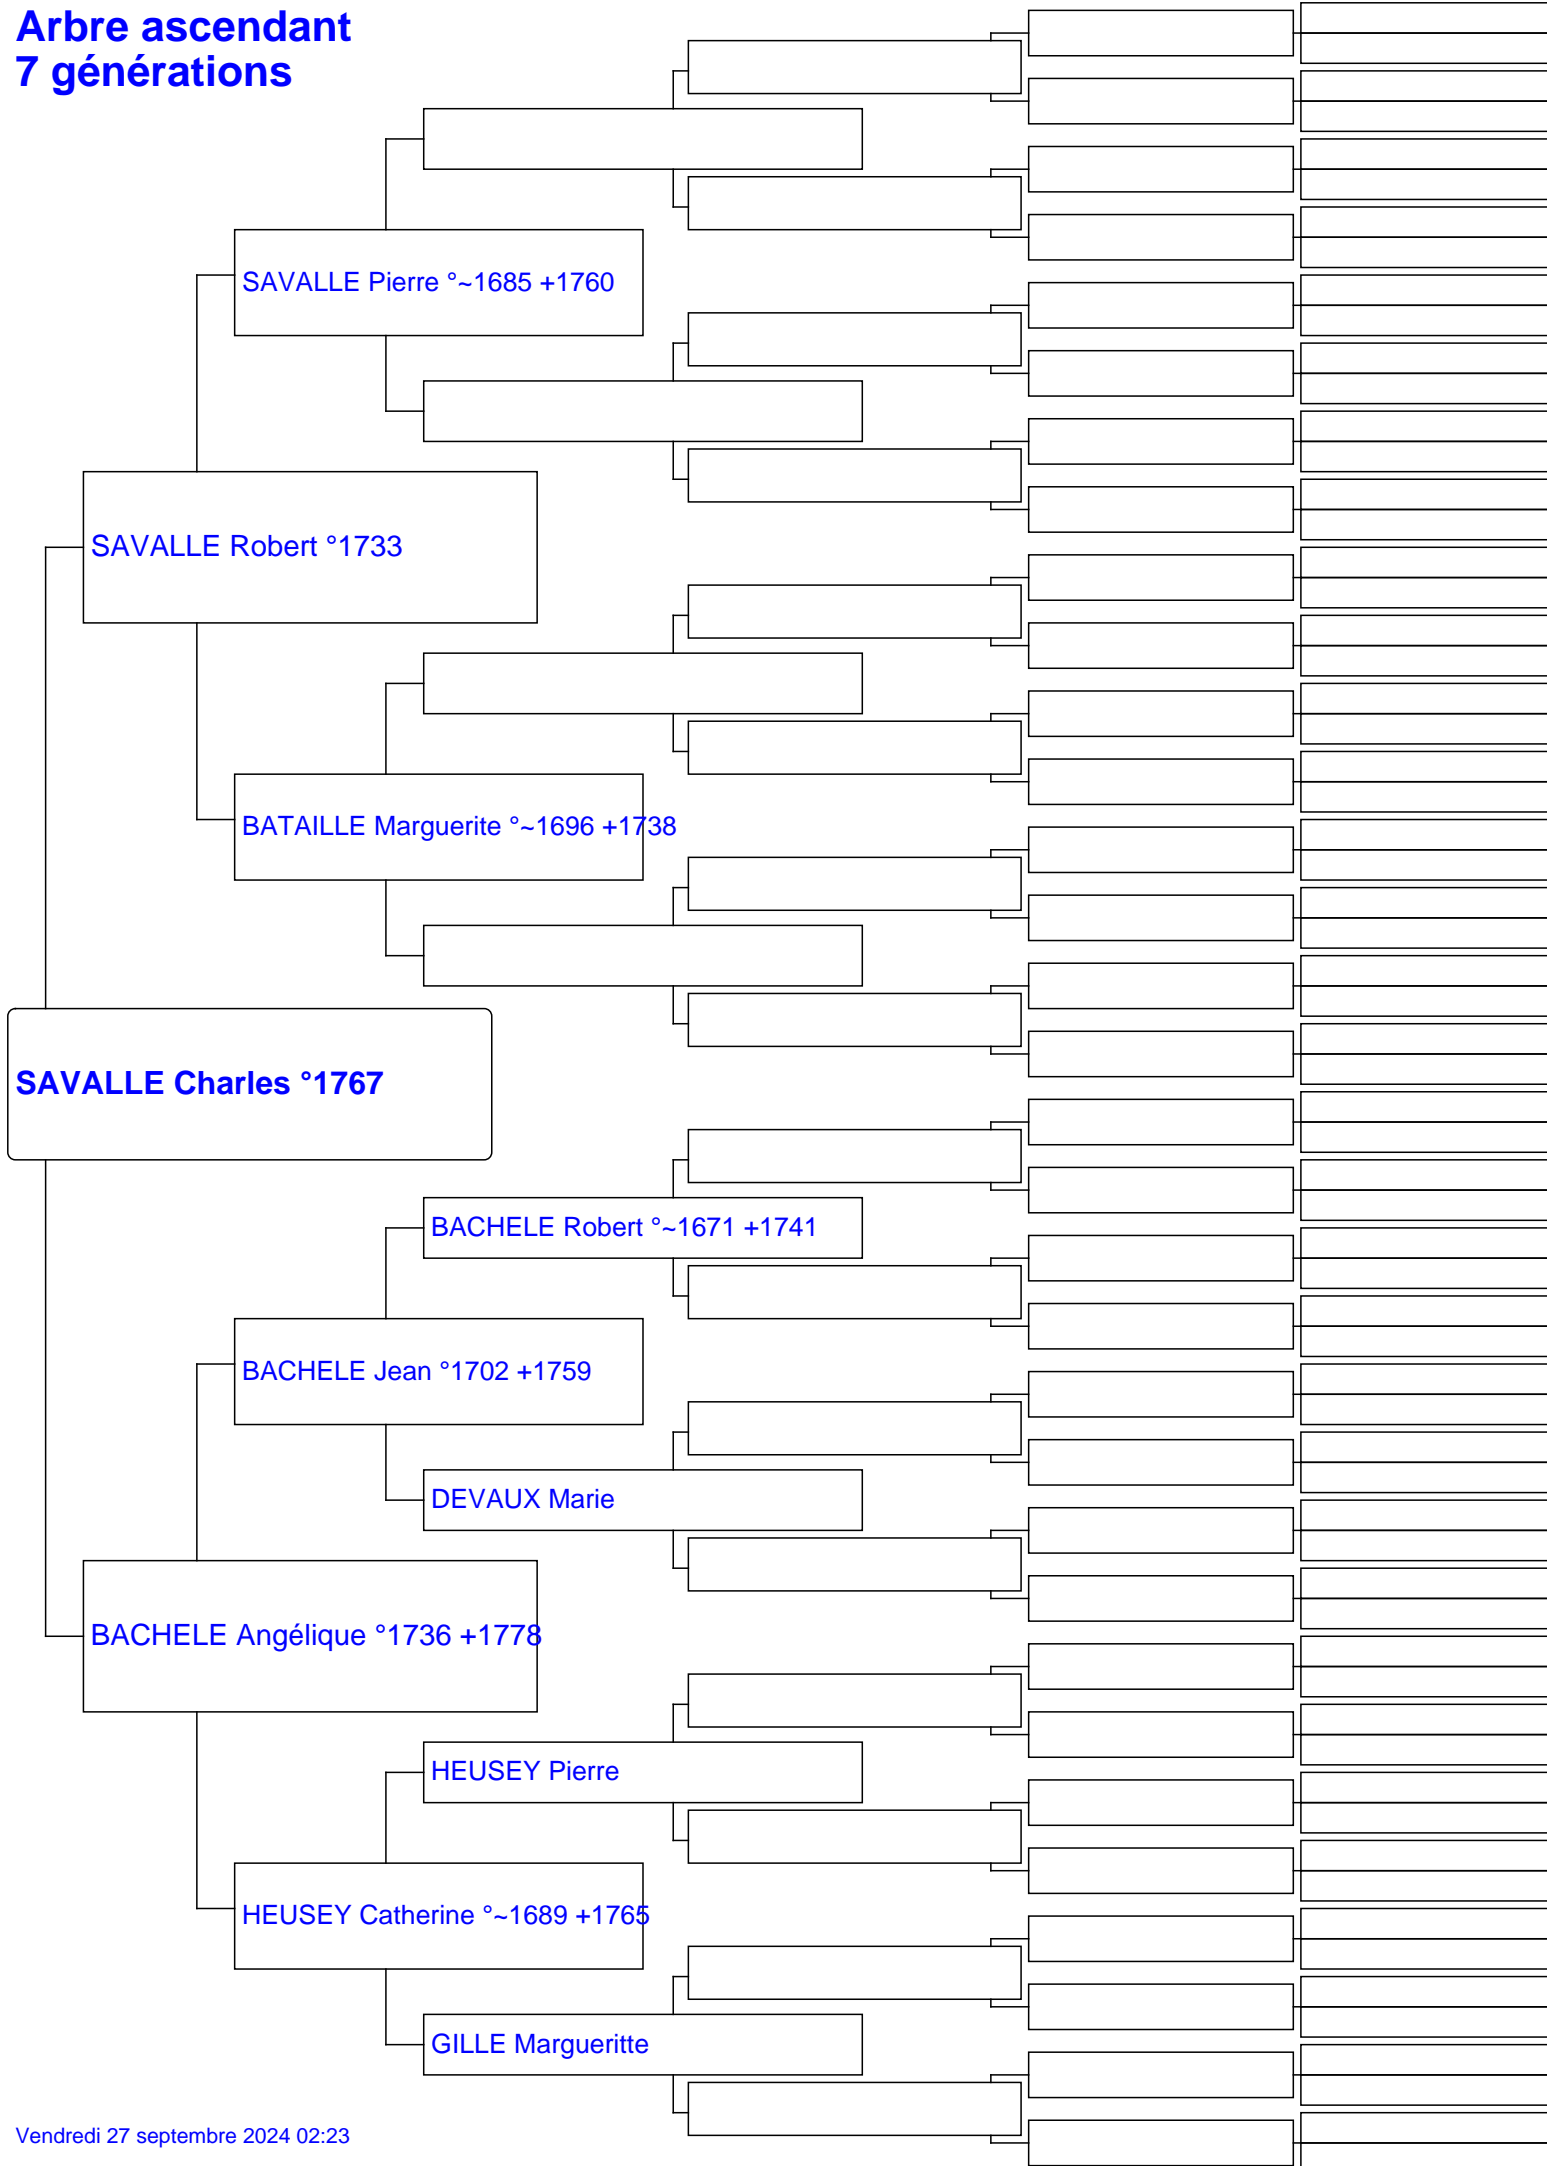 Arbre ascendant
7 générations
SAVALLE Pierre °~1685 +1760
SAVALLE Robert °1733
BATAILLE Marguerite °~1696 +1738
SAVALLE Charles °1767
BACHELE Robert °~1671 +1741
BACHELE Jean °1702 +1759
DEVAUX Marie
BACHELE Angélique °1736 +1778
HEUSEY Pierre
HEUSEY Catherine °~1689 +1765
GILLE Margueritte
Vendredi 27 septembre 2024 02:23